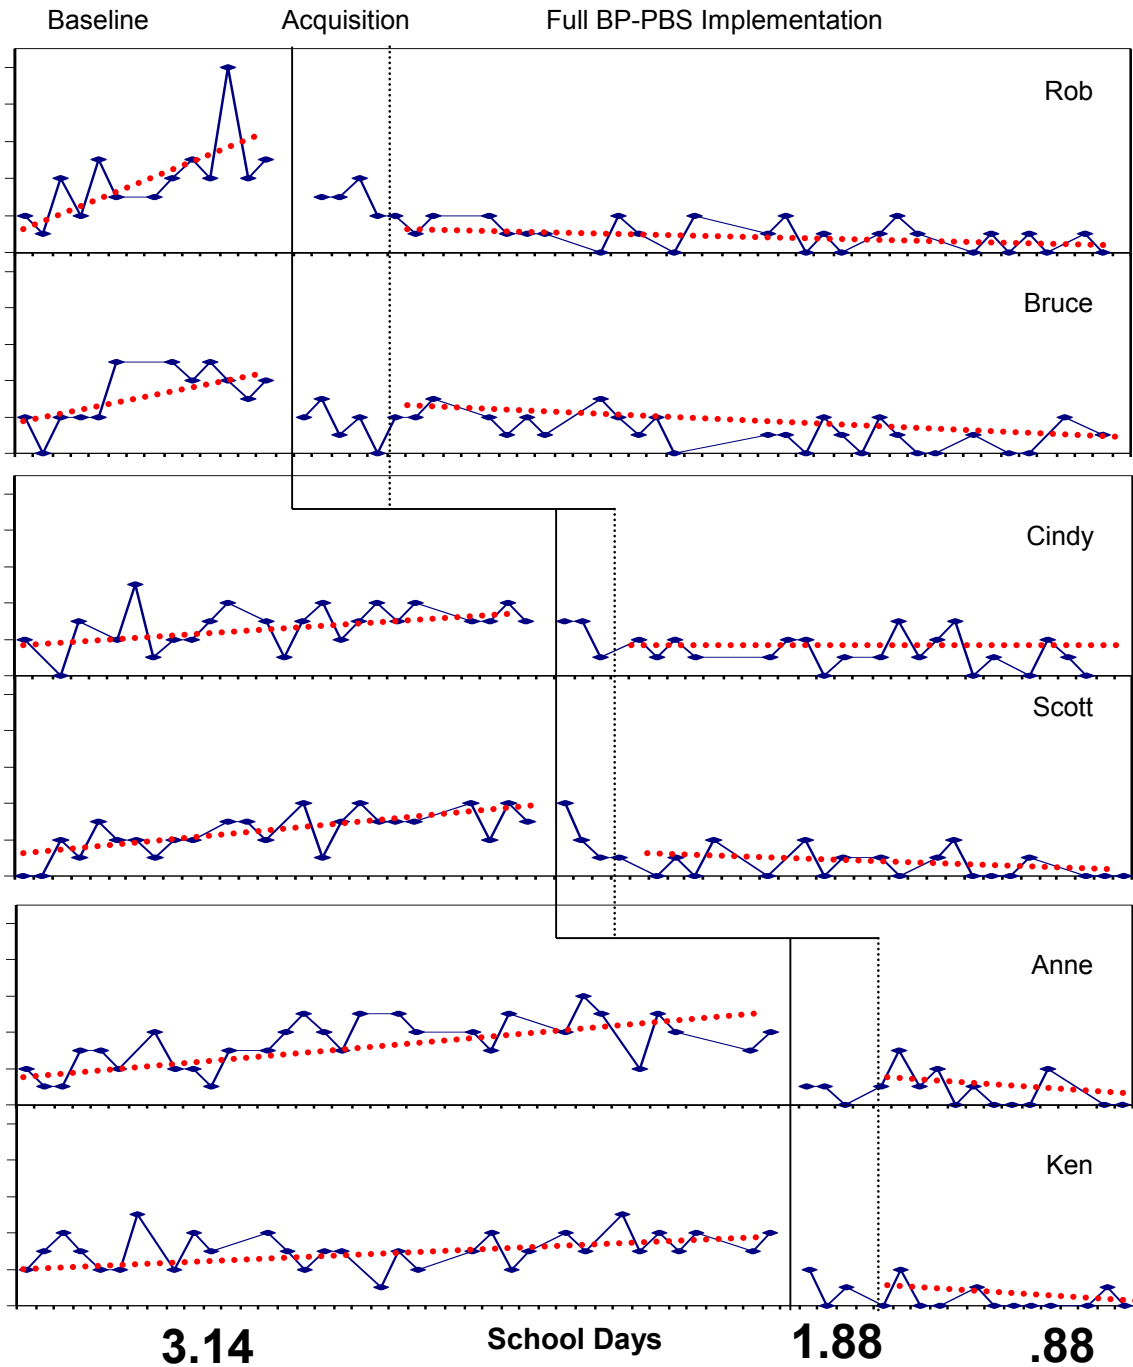 Baseline Acquisition Full BP-PBS Implementation
Rob
Bruce
Cindy
Scott
Anne
Ken
3.14 School Days 1.88 .88